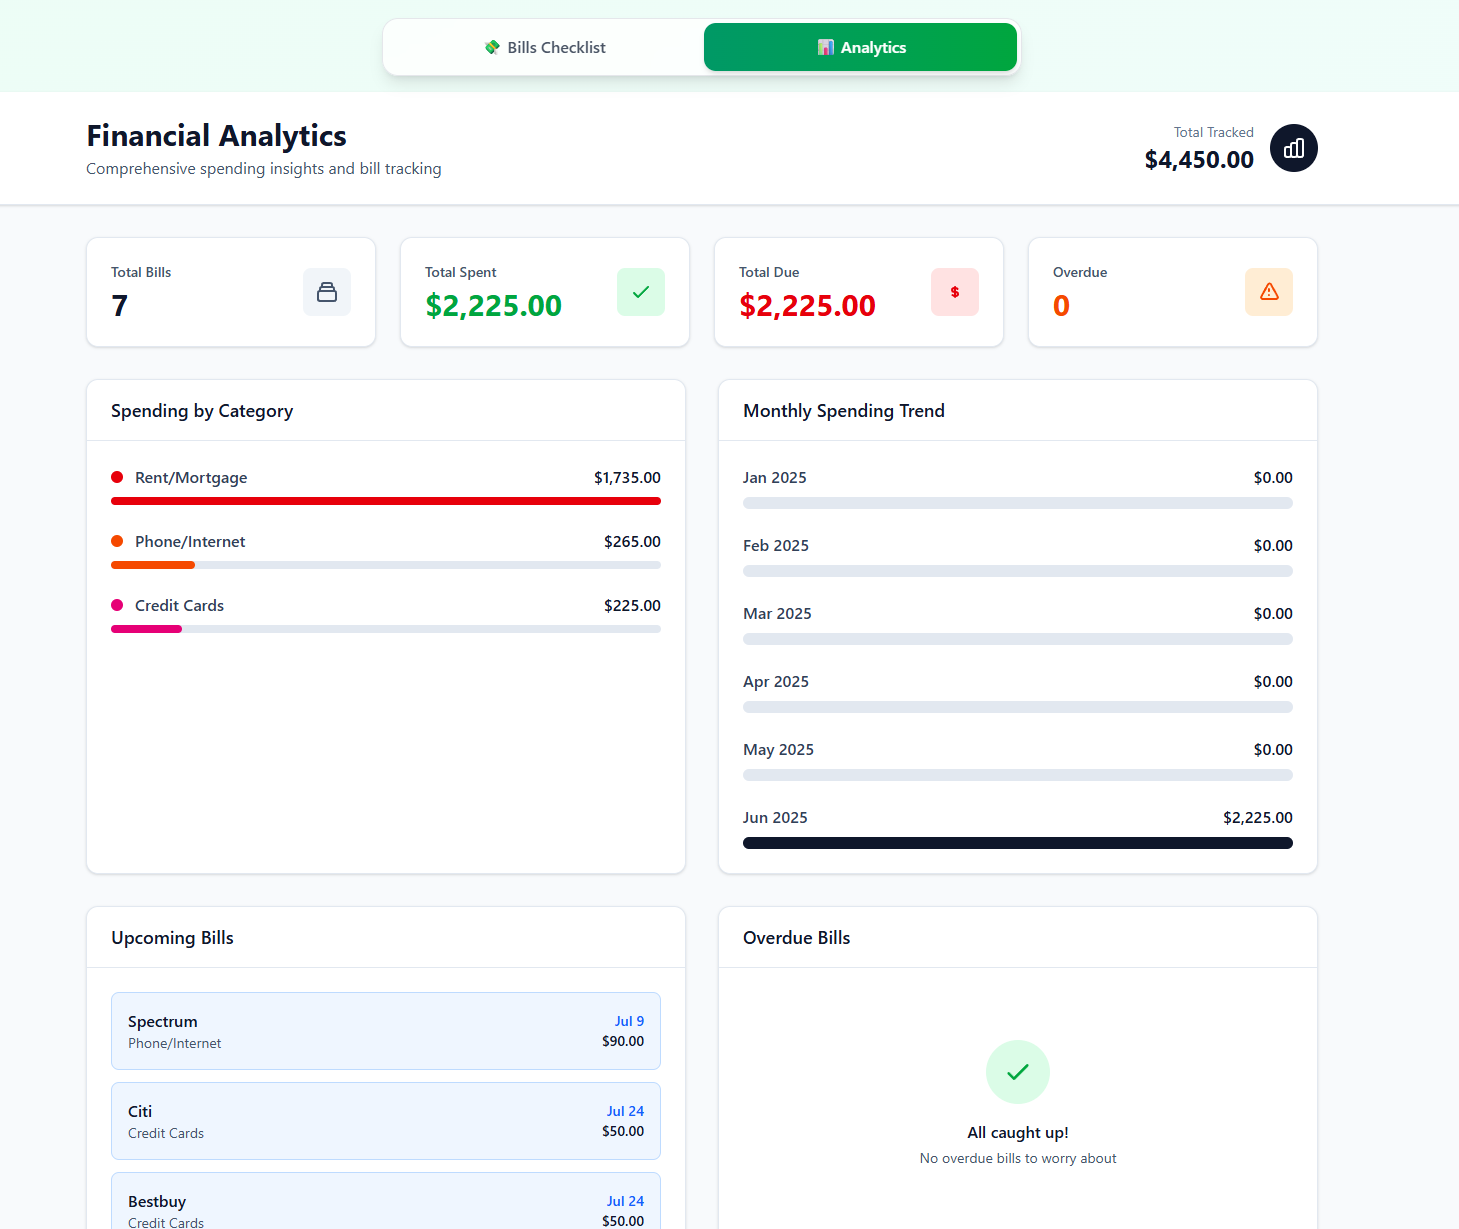 Bills Checklist
Analytics
Financial Analytics
Comprehensive spending insights and bill tracking
Total Tracked
$4,450.00
Total Bills
7
Total Spent
$2,225.00
Total Due
$2,225.00
$
Overdue
0
Spending by Category
Rent/Mortgage $1,735.00
Phone/Internet $265.00
Credit Cards $225.00
Monthly Spending Trend
Jan 2025 $0.00
Feb 2025 $0.00
Mar 2025 $0.00
Apr 2025 $0.00
May 2025 $0.00
Jun 2025 $2,225.00
Upcoming Bills
Spectrum Jul 9
Phone/Internet $90.00
Citi Jul 24
Credit Cards $50.00
Bestbuy Jul 24
Credit Cards $50.00
Overdue Bills
All caught up!
No overdue bills to worry about